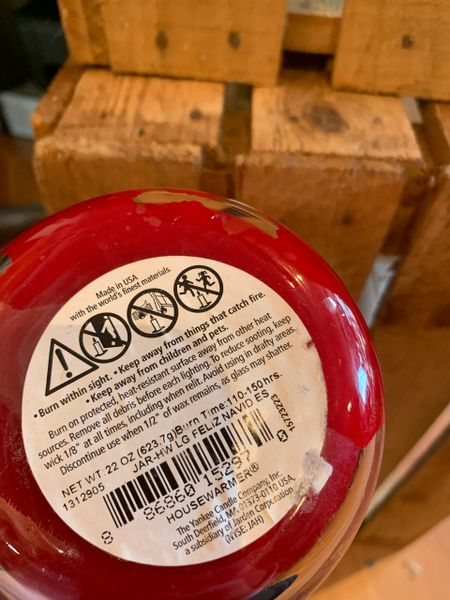 Made in USA
with the world's finest materials.
• Burn within sight. • Keep away from things that catch fire.
• Keep away from children and pets.
Burn on protected, heat-resistant surface away from other heat
sources. Remove all debris before each lighting. To reduce sooting, keep
wick 1/8" at all times, including when relit. Avoid using in drafty areas.
Discontinue use when 1/2" of wax remains, as glass may shatter.
NET WT. 22 OZ (623.7g)Burn Time:110-150hrs.
1312905 JAR-HW LG FELIZ NAVID ES
8 86860
HOUSEWARMER®
The Yankee Candle Company, Inc.
South Deerfield, MA 01373-0110 USA,
a subsidiary of Jarden Corporation
(NYSE:JAH)